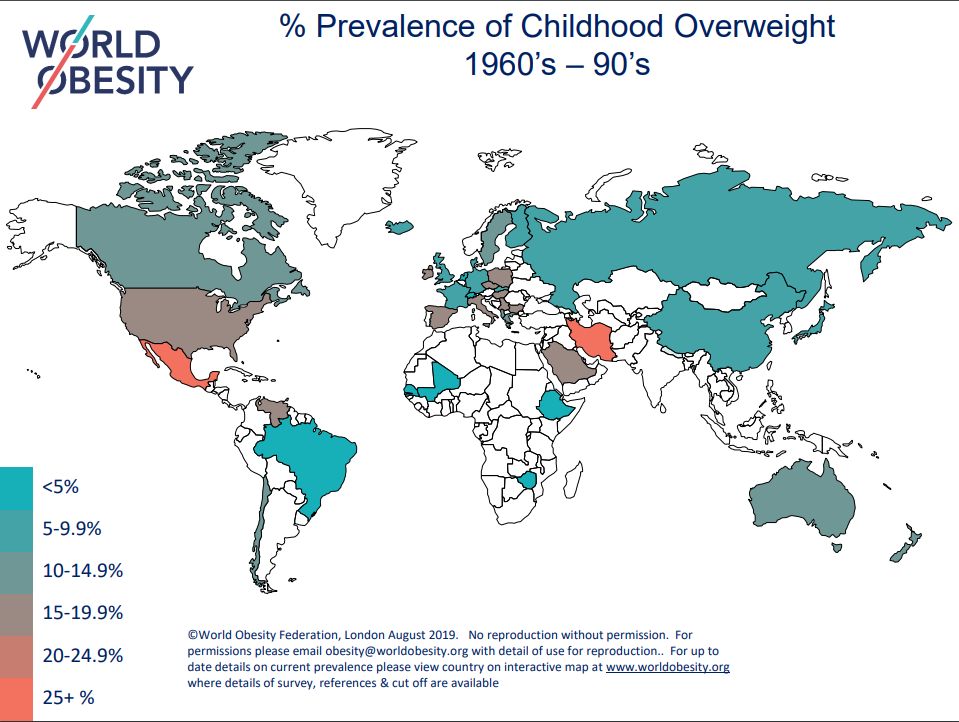 WORLD
OBESITY
% Prevalence of Childhood Overweight
1960’s – 90’s
<5%
5-9.9%
10-14.9%
15-19.9%
20-24.9%
25+ %
©World Obesity Federation, London August 2019.   No reproduction without permission.  For
permissions please email obesity@worldobesity.org with detail of use for reproduction..  For up to
date details on current prevalence please view country on interactive map at www.worldobesity.org
where details of survey, references & cut off are available